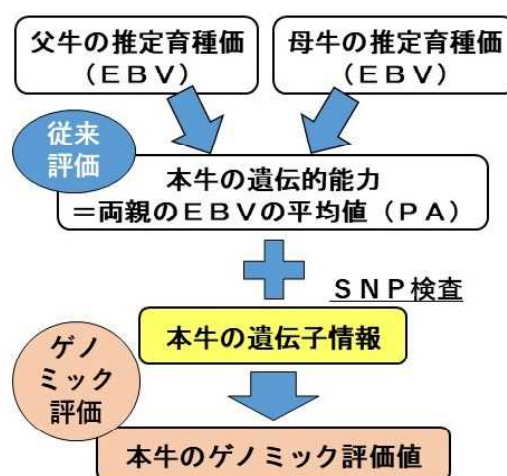 父牛の推定育種価
(ＥＢＶ)
母牛の推定育種価
(ＥＢＶ)
従来
評価
本牛の遺伝的能力
＝両親のＥＢＶの平均値（ＰＡ）
ＳＮＰ検査
本牛の遺伝子情報
ゲノ
ミック
評価
本牛のゲノミック評価値